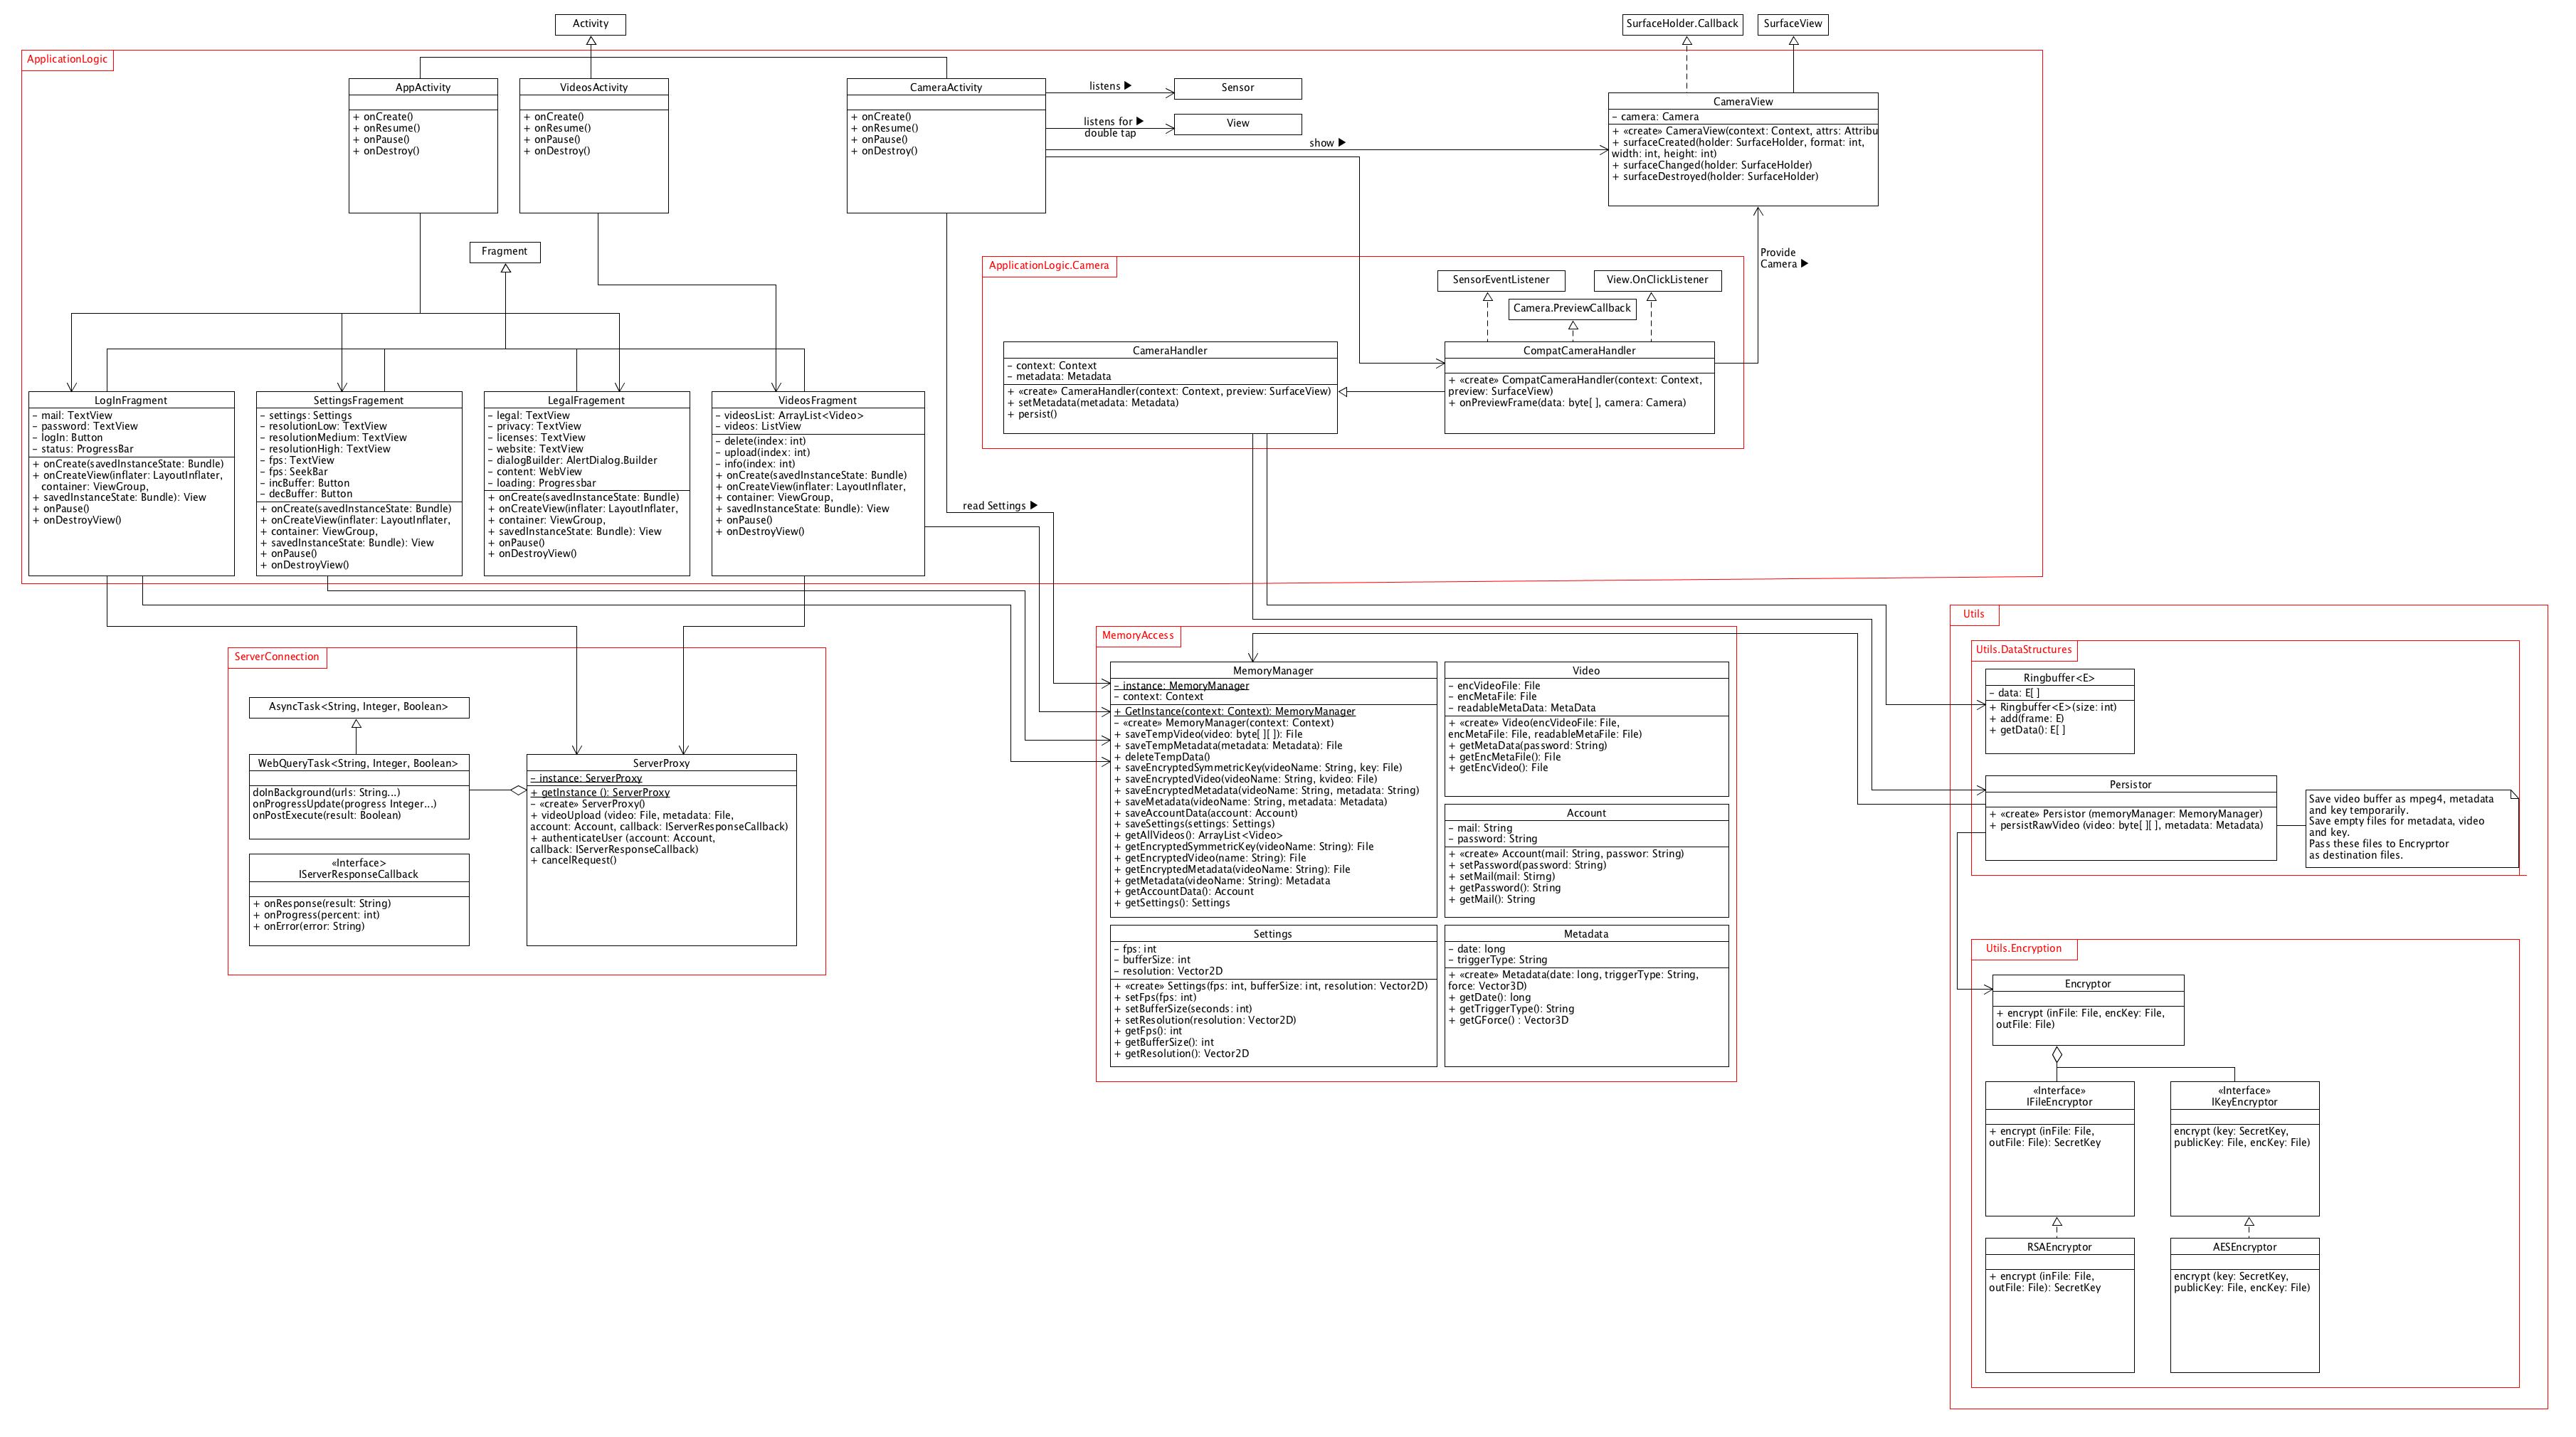 Activity
SurfaceHolder.Callback
SurfaceView
ApplicationLogic
AppActivity
+ onCreate()
+ onResume()
+ onPause()
+ onDestroy()
VideosActivity
+ onCreate()
+ onResume()
+ onPause()
+ onDestroy()
CameraActivity
+ onCreate()
+ onResume()
+ onPause()
+ onDestroy()
listens ▶
Sensor
listens for ▶
double tap
View
show ▶
CameraView
– camera: Camera
+ «create» CameraView(context: Context, attrs: Attribu
+ surfaceCreated(holder: SurfaceHolder, format: int,
width: int, height: int)
+ surfaceChanged(holder: SurfaceHolder)
+ surfaceDestroyed(holder: SurfaceHolder)
Fragment
Provide
Camera ▶
ApplicationLogic.Camera
SensorEventListener
View.OnClickListener
Camera.PreviewCallback
CameraHandler
– context: Context
– metadata: Metadata
+ «create» CameraHandler(context: Context, preview: SurfaceView)
+ setMetadata(metadata: Metadata)
+ persist()
CompatCameraHandler
+ «create» CompatCameraHandler(context: Context,
preview: SurfaceView)
+ onPreviewFrame(data: byte[ ], camera: Camera)
LogInFragment
– mail: TextView
– password: TextView
– logIn: Button
– status: ProgressBar
+ onCreate(savedInstanceState: Bundle)
+ onCreateView(inflater: LayoutInflater,
container: ViewGroup,
+ savedInstanceState: Bundle): View
+ onPause()
+ onDestroyView()
SettingsFragement
– settings: Settings
– resolutionLow: TextView
– resolutionMedium: TextView
– resolutionHigh: TextView
– fps: TextView
– fps: SeekBar
– incBuffer: Button
– decBuffer: Button
+ onCreate(savedInstanceState: Bundle)
+ onCreateView(inflater: LayoutInflater,
+ container: ViewGroup,
+ savedInstanceState: Bundle): View
+ onPause()
+ onDestroyView()
LegalFragement
– legal: TextView
– privacy: TextView
– licenses: TextView
– website: TextView
– dialogBuilder: AlertDialog.Builder
– content: WebView
– loading: Progressbar
+ onCreate(savedInstanceState: Bundle)
+ onCreateView(inflater: LayoutInflater,
+ container: ViewGroup,
+ savedInstanceState: Bundle): View
+ onPause()
+ onDestroyView()
VideosFragment
– videosList: ArrayList<Video>
– videos: ListView
– delete(index: int)
– upload(index: int)
– info(index: int)
+ onCreate(savedInstanceState: Bundle)
+ onCreateView(inflater: LayoutInflater,
+ container: ViewGroup,
+ savedInstanceState: Bundle): View
+ onPause()
+ onDestroyView()
read Settings ▶
ServerConnection
AsyncTask<String, Integer, Boolean>
WebQueryTask<String, Integer, Boolean>
doInBackground(urls: String...)
onProgressUpdate(progress Integer...)
onPostExecute(result: Boolean)
«Interface»
IServerResponseCallback
+ onResponse(result: String)
+ onProgress(percent: int)
+ onError(error: String)
ServerProxy
– instance: ServerProxy
+ getInstance (): ServerProxy
– «create» ServerProxy()
+ videoUpload (video: File, metadata: File,
account: Account, callback: IServerResponseCallback)
+ authenticateUser (account: Account,
callback: IServerResponseCallback)
+ cancelRequest()
MemoryAccess
MemoryManager
– instance: MemoryManager
– context: Context
+ GetInstance(context: Context): MemoryManager
– «create» MemoryManager(context: Context)
+ saveTempVideo(video: byte[ ][ ]): File
+ saveTempMetadata(metadata: Metadata): File
+ deleteTempData()
+ saveEncryptedSymmetricKey(videoName: String, key: File)
+ saveEncryptedVideo(videoName: String, kvideo: File)
+ saveEncryptedMetadata(videoName: String, metadata: String)
+ saveMetadata(videoName: String, metadata: Metadata)
+ saveAccountData(account: Account)
+ saveSettings(settings: Settings)
+ getAllVideos(): ArrayList<Video>
+ getEncryptedSymmetricKey(videoName: String): File
+ getEncryptedVideo(name: String): File
+ getEncryptedMetadata(videoName: String): File
+ getMetadata(videoName: String): Metadata
+ getAccountData(): Account
+ getSettings(): Settings
Video
– encVideoFile: File
– encMetaFile: File
– readableMetaData: MetaData
+ «create» Video(encVideoFile: File,
encMetaFile: File, readableMetaFile: File)
+ getMetaData(password: String)
+ getEncMetaFile(): File
+ getEncVideo(): File
Account
– mail: String
– password: String
+ «create» Account(mail: String, passwor: String)
+ setPassword(password: String)
+ setMail(mail: Stirng)
+ getPassword(): String
+ getMail(): String
Settings
– fps: int
– bufferSize: int
– resolution: Vector2D
+ «create» Settings(fps: int, bufferSize: int, resolution: Vector2D)
+ setFps(fps: int)
+ setBufferSize(seconds: int)
+ setResolution(resolution: Vector2D)
+ getFps(): int
+ getBufferSize(): int
+ getResolution(): Vector2D
Metadata
– date: long
– triggerType: String
+ «create» Metadata(date: long, triggerType: String,
force: Vector3D)
+ getDate(): long
+ getTriggerType(): String
+ getGForce() : Vector3D
Utils
Utils.DataStructures
Ringbuffer<E>
– data: E[ ]
+ Ringbuffer<E>(size: int)
+ add(frame: E)
+ getData(): E[ ]
Persistor
+ «create» Persistor (memoryManager: MemoryManager)
+ persistRawVideo (video: byte[ ][ ], metadata: Metadata)
Save video buffer as mpeg4, metadata
and key temporarily.
Save empty files for metadata, video
and key.
Pass these files to Encryprtor
as destination files.
Utils.Encryption
Encryptor
+ encrypt (inFile: File, encKey: File,
outFile: File)
«Interface»
IFileEncryptor
+ encrypt (inFile: File,
outFile: File): SecretKey
«Interface»
IKeyEncryptor
encrypt (key: SecretKey,
publicKey: File, encKey: File)
RSAEncryptor
+ encrypt (inFile: File,
outFile: File): SecretKey
AESEncryptor
encrypt (key: SecretKey,
publicKey: File, encKey: File)